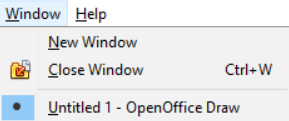 Window Help
New Window
Close Window Ctrl+W
Untitled 1 - OpenOffice Draw